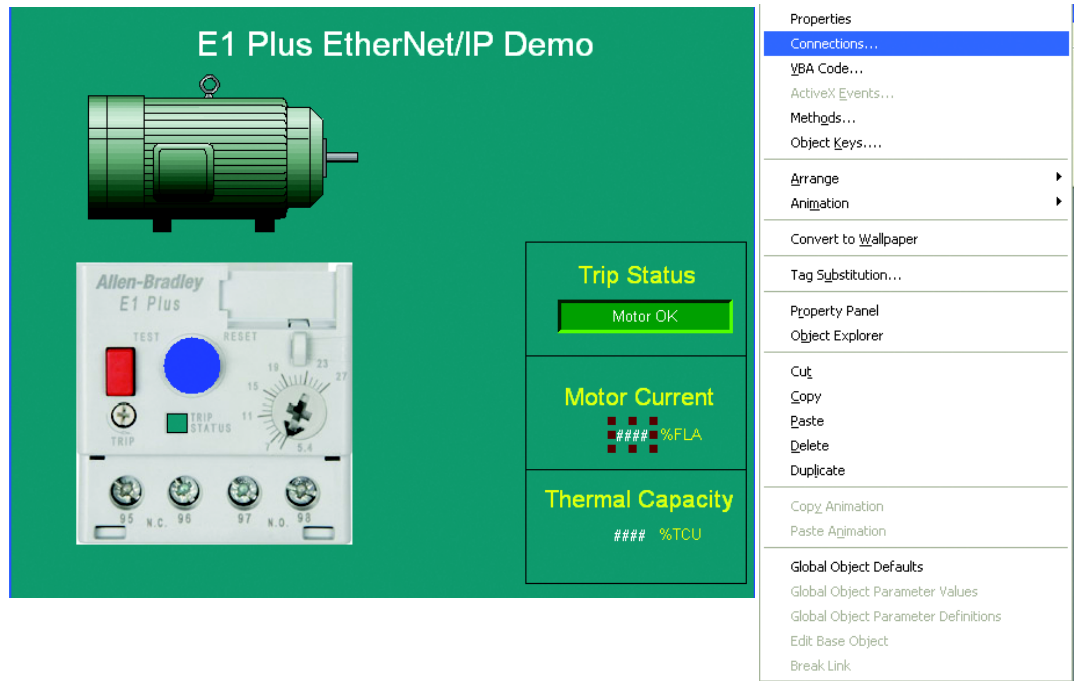 E1 Plus EtherNet/IP Demo
Allen-Bradley
E1 Plus
TEST
RESET
23
19
27
15
11
7
5.4
TRIP
STATUS
TRIP
95
N.C.
96
97
N.O.
98
Trip Status
Motor OK
Motor Current
#### %FLA
Thermal Capacity
#### %TCU
Properties
Connections...
VBA Code...
ActiveX Events...
Methods...
Object Keys....
Arrange
Animation
Convert to Wallpaper
Tag Substitution...
Property Panel
Object Explorer
Cut
Copy
Paste
Delete
Duplicate
Copy Animation
Paste Animation
Global Object Defaults
Global Object Parameter Values
Global Object Parameter Definitions
Edit Base Object
Break Link